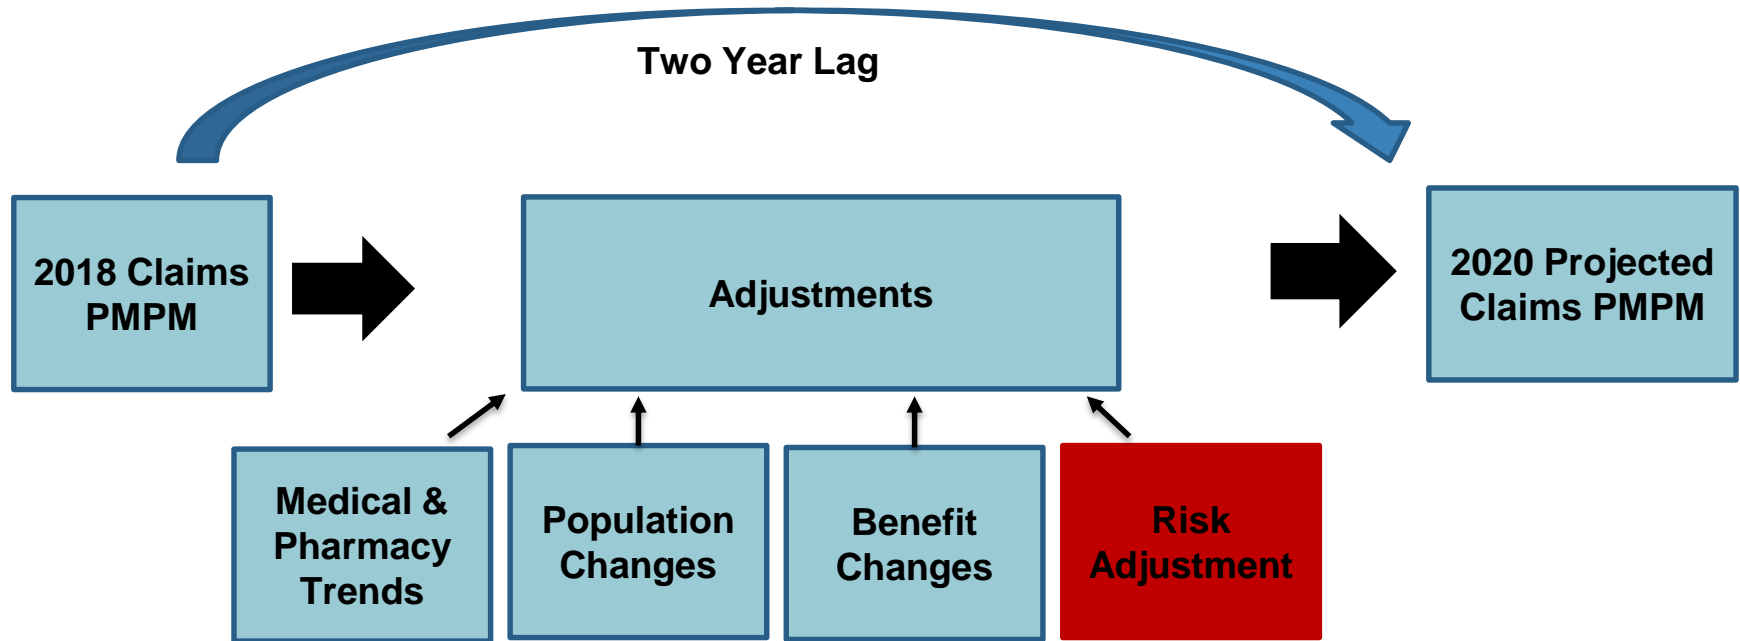 Two Year Lag
2018 Claims
PMPM
Adjustments
2020 Projected
Claims PMPM
Medical &
Pharmacy
Trends
Population
Changes
Benefit
Changes
Risk
Adjustment